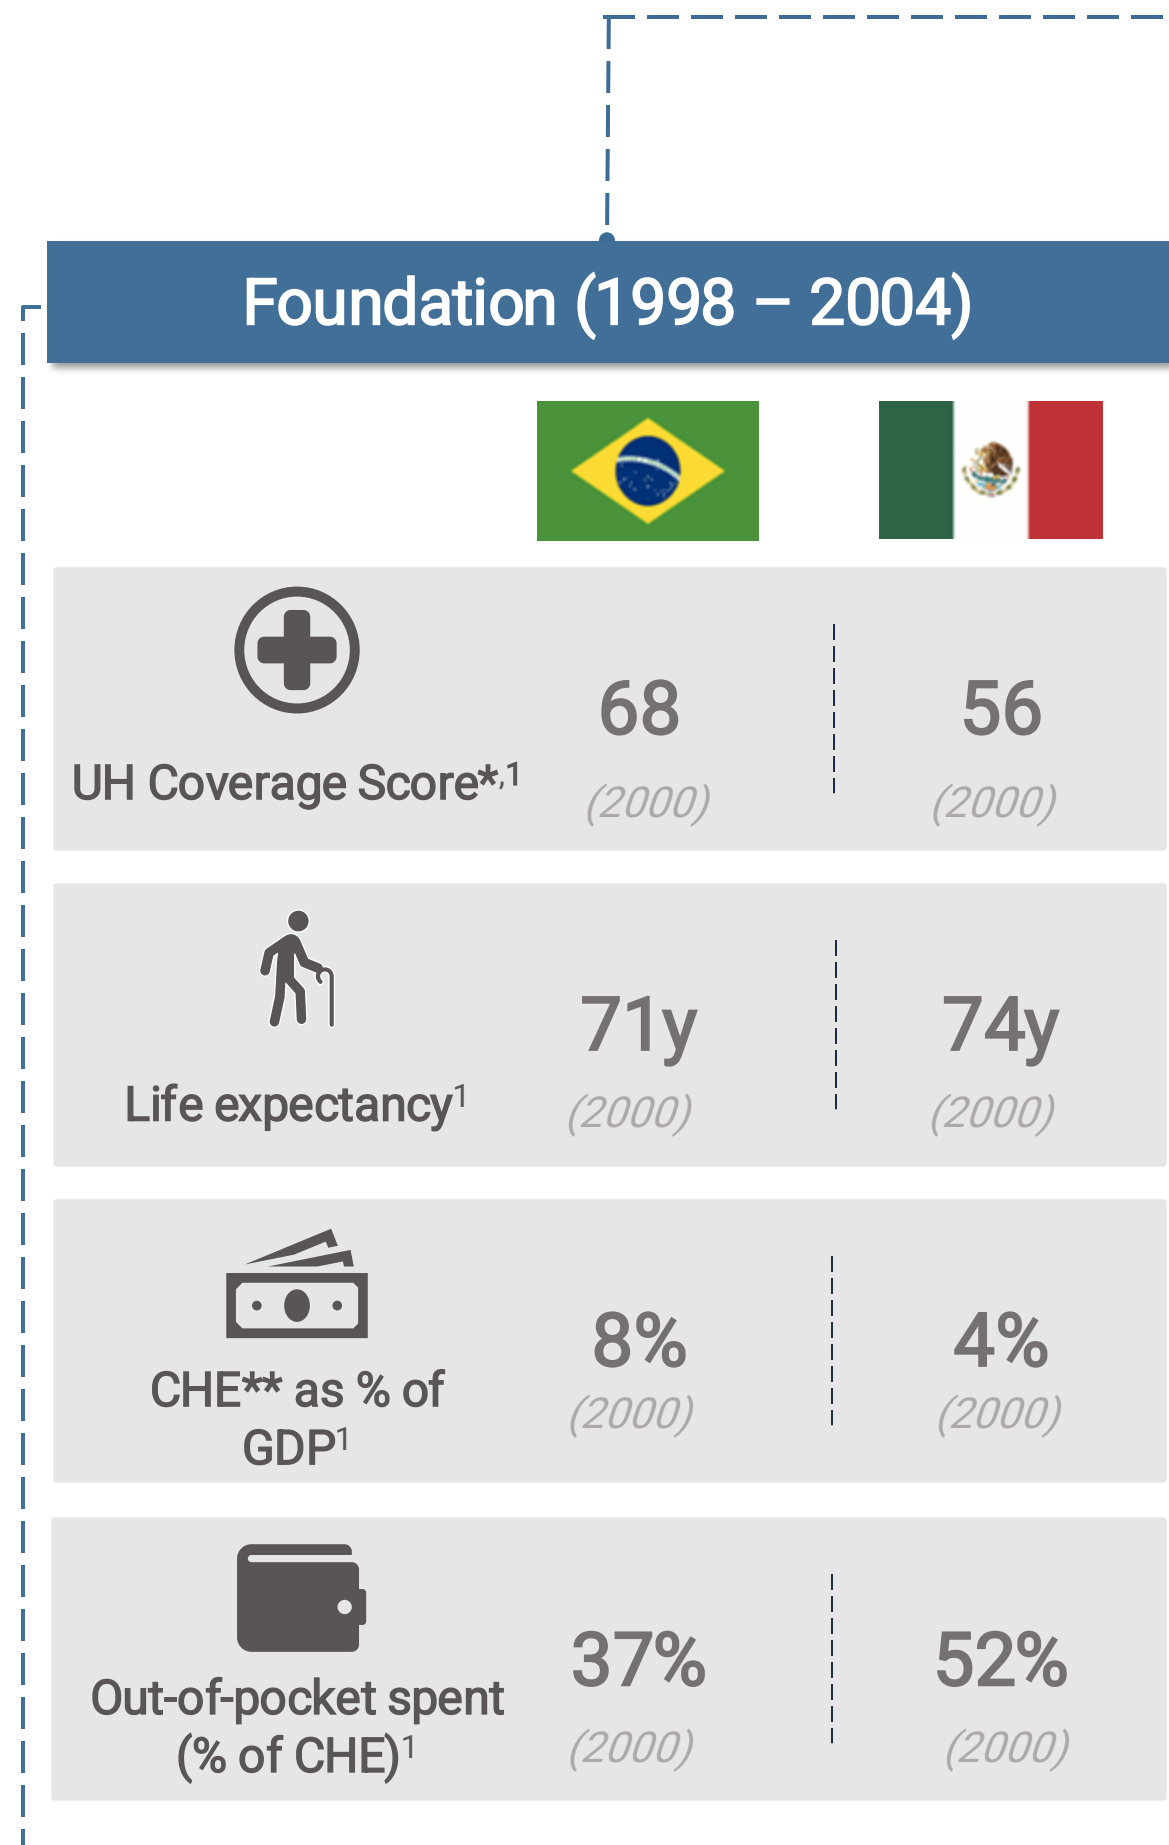 Foundation (1998 – 2004)
68 56
UH Coverage Score*,1
(2000) (2000)
71y 74y
Life expectancy1
(2000) (2000)
8% 4%
CHE** as % of
GDP1
(2000) (2000)
37% 52%
Out-of-pocket spent
(% of CHE)1
(2000) (2000)